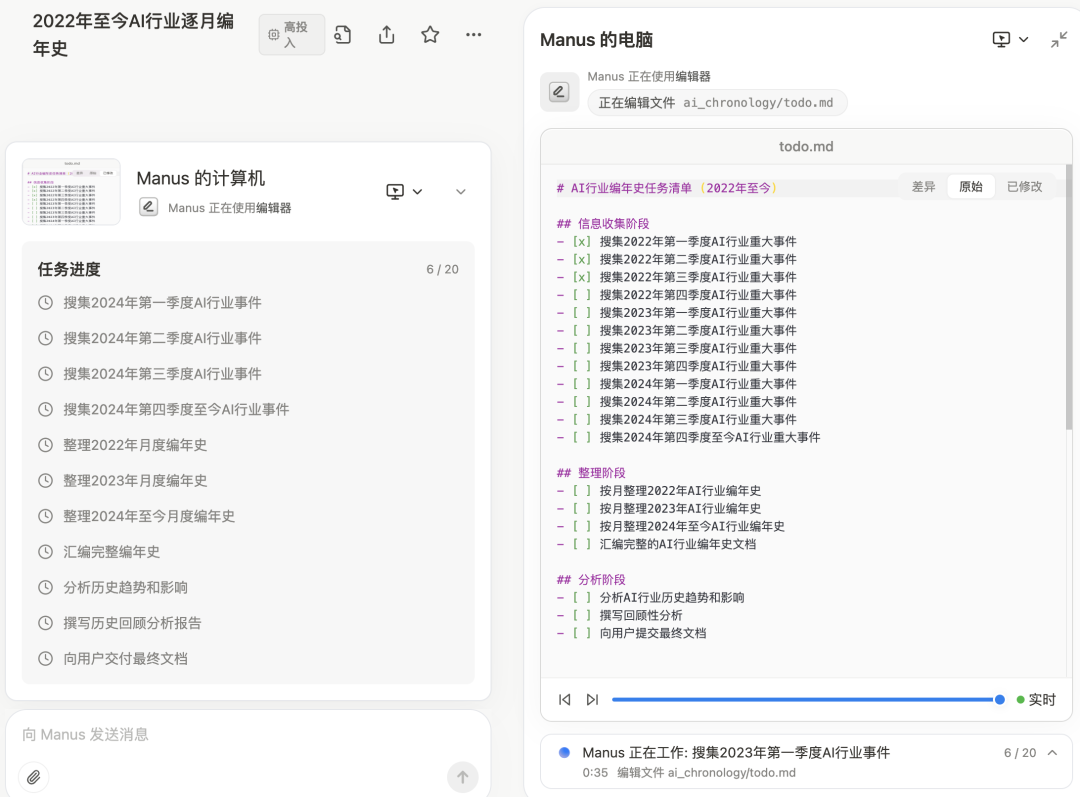 2022年至今AI行业逐月编
年史
高投
入
Manus 的计算机
Manus 正在使用编辑器
任务进度
6 / 20
搜集2024年第一季度AI行业事件
搜集2024年第二季度AI行业事件
搜集2024年第三季度AI行业事件
搜集2024年第四季度至今AI行业事件
整理2022年月度编年史
整理2023年月度编年史
整理2024年至今月度编年史
汇编完整编年史
分析历史趋势和影响
撰写历史回顾分析报告
向用户交付最终文档
向 Manus 发送消息
Manus 的电脑
Manus 正在使用编辑器
正在编辑文件 ai_chronology/todo.md
todo.md
# AI行业编年史任务清单 (2022年至今)
差异 原始 已修改
## 信息收集阶段
- [x] 搜集2022年第一季度AI行业重大事件
- [x] 搜集2022年第二季度AI行业重大事件
- [x] 搜集2022年第三季度AI行业重大事件
- [ ] 搜集2022年第四季度AI行业重大事件
- [ ] 搜集2023年第一季度AI行业重大事件
- [ ] 搜集2023年第二季度AI行业重大事件
- [ ] 搜集2023年第三季度AI行业重大事件
- [ ] 搜集2023年第四季度AI行业重大事件
- [ ] 搜集2024年第一季度AI行业重大事件
- [ ] 搜集2024年第二季度AI行业重大事件
- [ ] 搜集2024年第三季度AI行业重大事件
- [ ] 搜集2024年第四季度至今AI行业重大事件
## 整理阶段
- [ ] 按月整理2022年AI行业编年史
- [ ] 按月整理2023年AI行业编年史
- [ ] 按月整理2024年至今AI行业编年史
- [ ] 汇编完整的AI行业编年史文档
## 分析阶段
- [ ] 分析AI行业历史趋势和影响
- [ ] 撰写回顾性分析
- [ ] 向用户提交最终文档
实时
Manus 正在工作: 搜集2023年第一季度AI行业事件
6 / 20
0:35 编辑文件 ai_chronology/todo.md